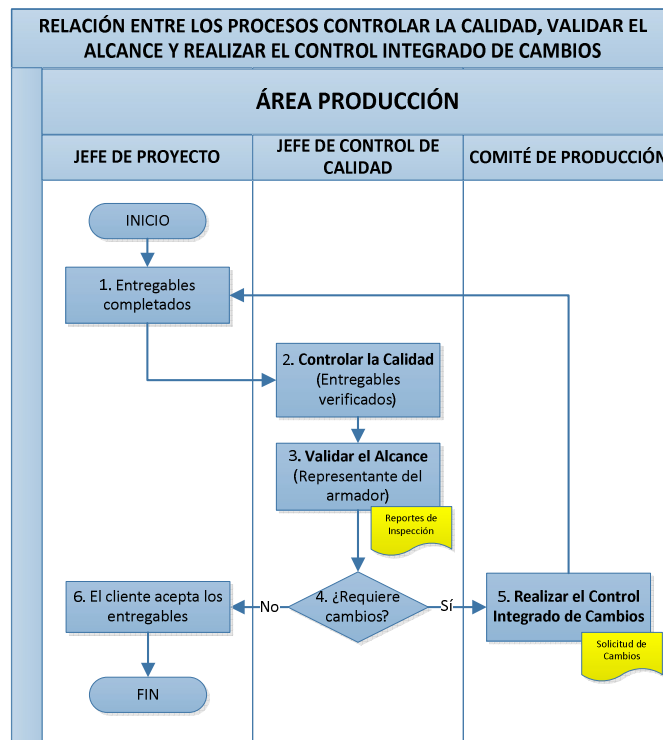 RELACIÓN ENTRE LOS PROCESOS CONTROLAR LA CALIDAD, VALIDAR EL
ALCANCE Y REALIZAR EL CONTROL INTEGRADO DE CAMBIOS
ÁREA PRODUCCIÓN
JEFE DE PROYECTO
JEFE DE CONTROL DE
CALIDAD
COMITÉ DE PRODUCCIÓN
INICIO
1. Entregables
completados
2. Controlar la Calidad
(Entregables
verificados)
3. Validar el Alcance
(Representante del
armador)
Reportes de
Inspección
4. ¿Requiere
cambios?
No
Sí
5. Realizar el Control
Integrado de Cambios
Solicitud de
Cambios
6. El cliente acepta los
entregables
FIN